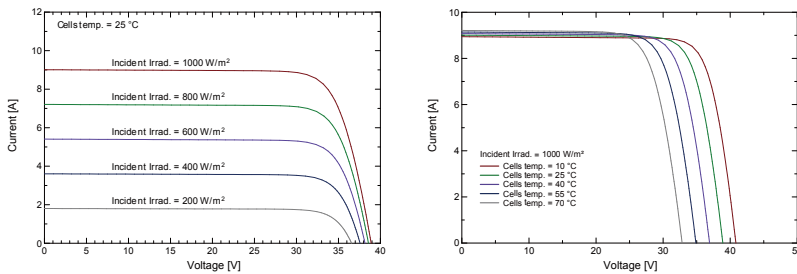 Cells temp. = 25 °C
Incident Irrad. = 1000 W/m²
Incident Irrad. = 800 W/m²
Incident Irrad. = 600 W/m²
Incident Irrad. = 400 W/m²
Incident Irrad. = 200 W/m²
12
10
8
6
4
2
0
Current [A]
0 5 10 15 20 25 30 35 40
Voltage [V]
10
8
6
4
2
0
Current [A]
Incident Irrad. = 1000 W/m²
Cells temp. = 10 °C
Cells temp. = 25 °C
Cells temp. = 40 °C
Cells temp. = 55 °C
Cells temp. = 70 °C
0 10 20 30 40 50
Voltage [V]